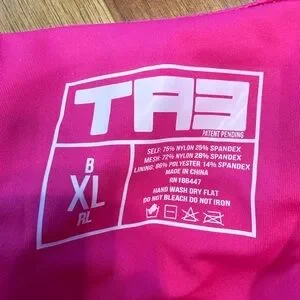 TA3
PATENT PENDING
B
XL
RL
SELF: 75% NYLON 25% SPANDEX
MESH: 72% NYLON 28% SPANDEX
LINING: 86% POLYESTER 14% SPANDEX
MADE IN CHINA
RN 188447
HAND WASH DRY FLAT
DO NOT BLEACH DO NOT IRON